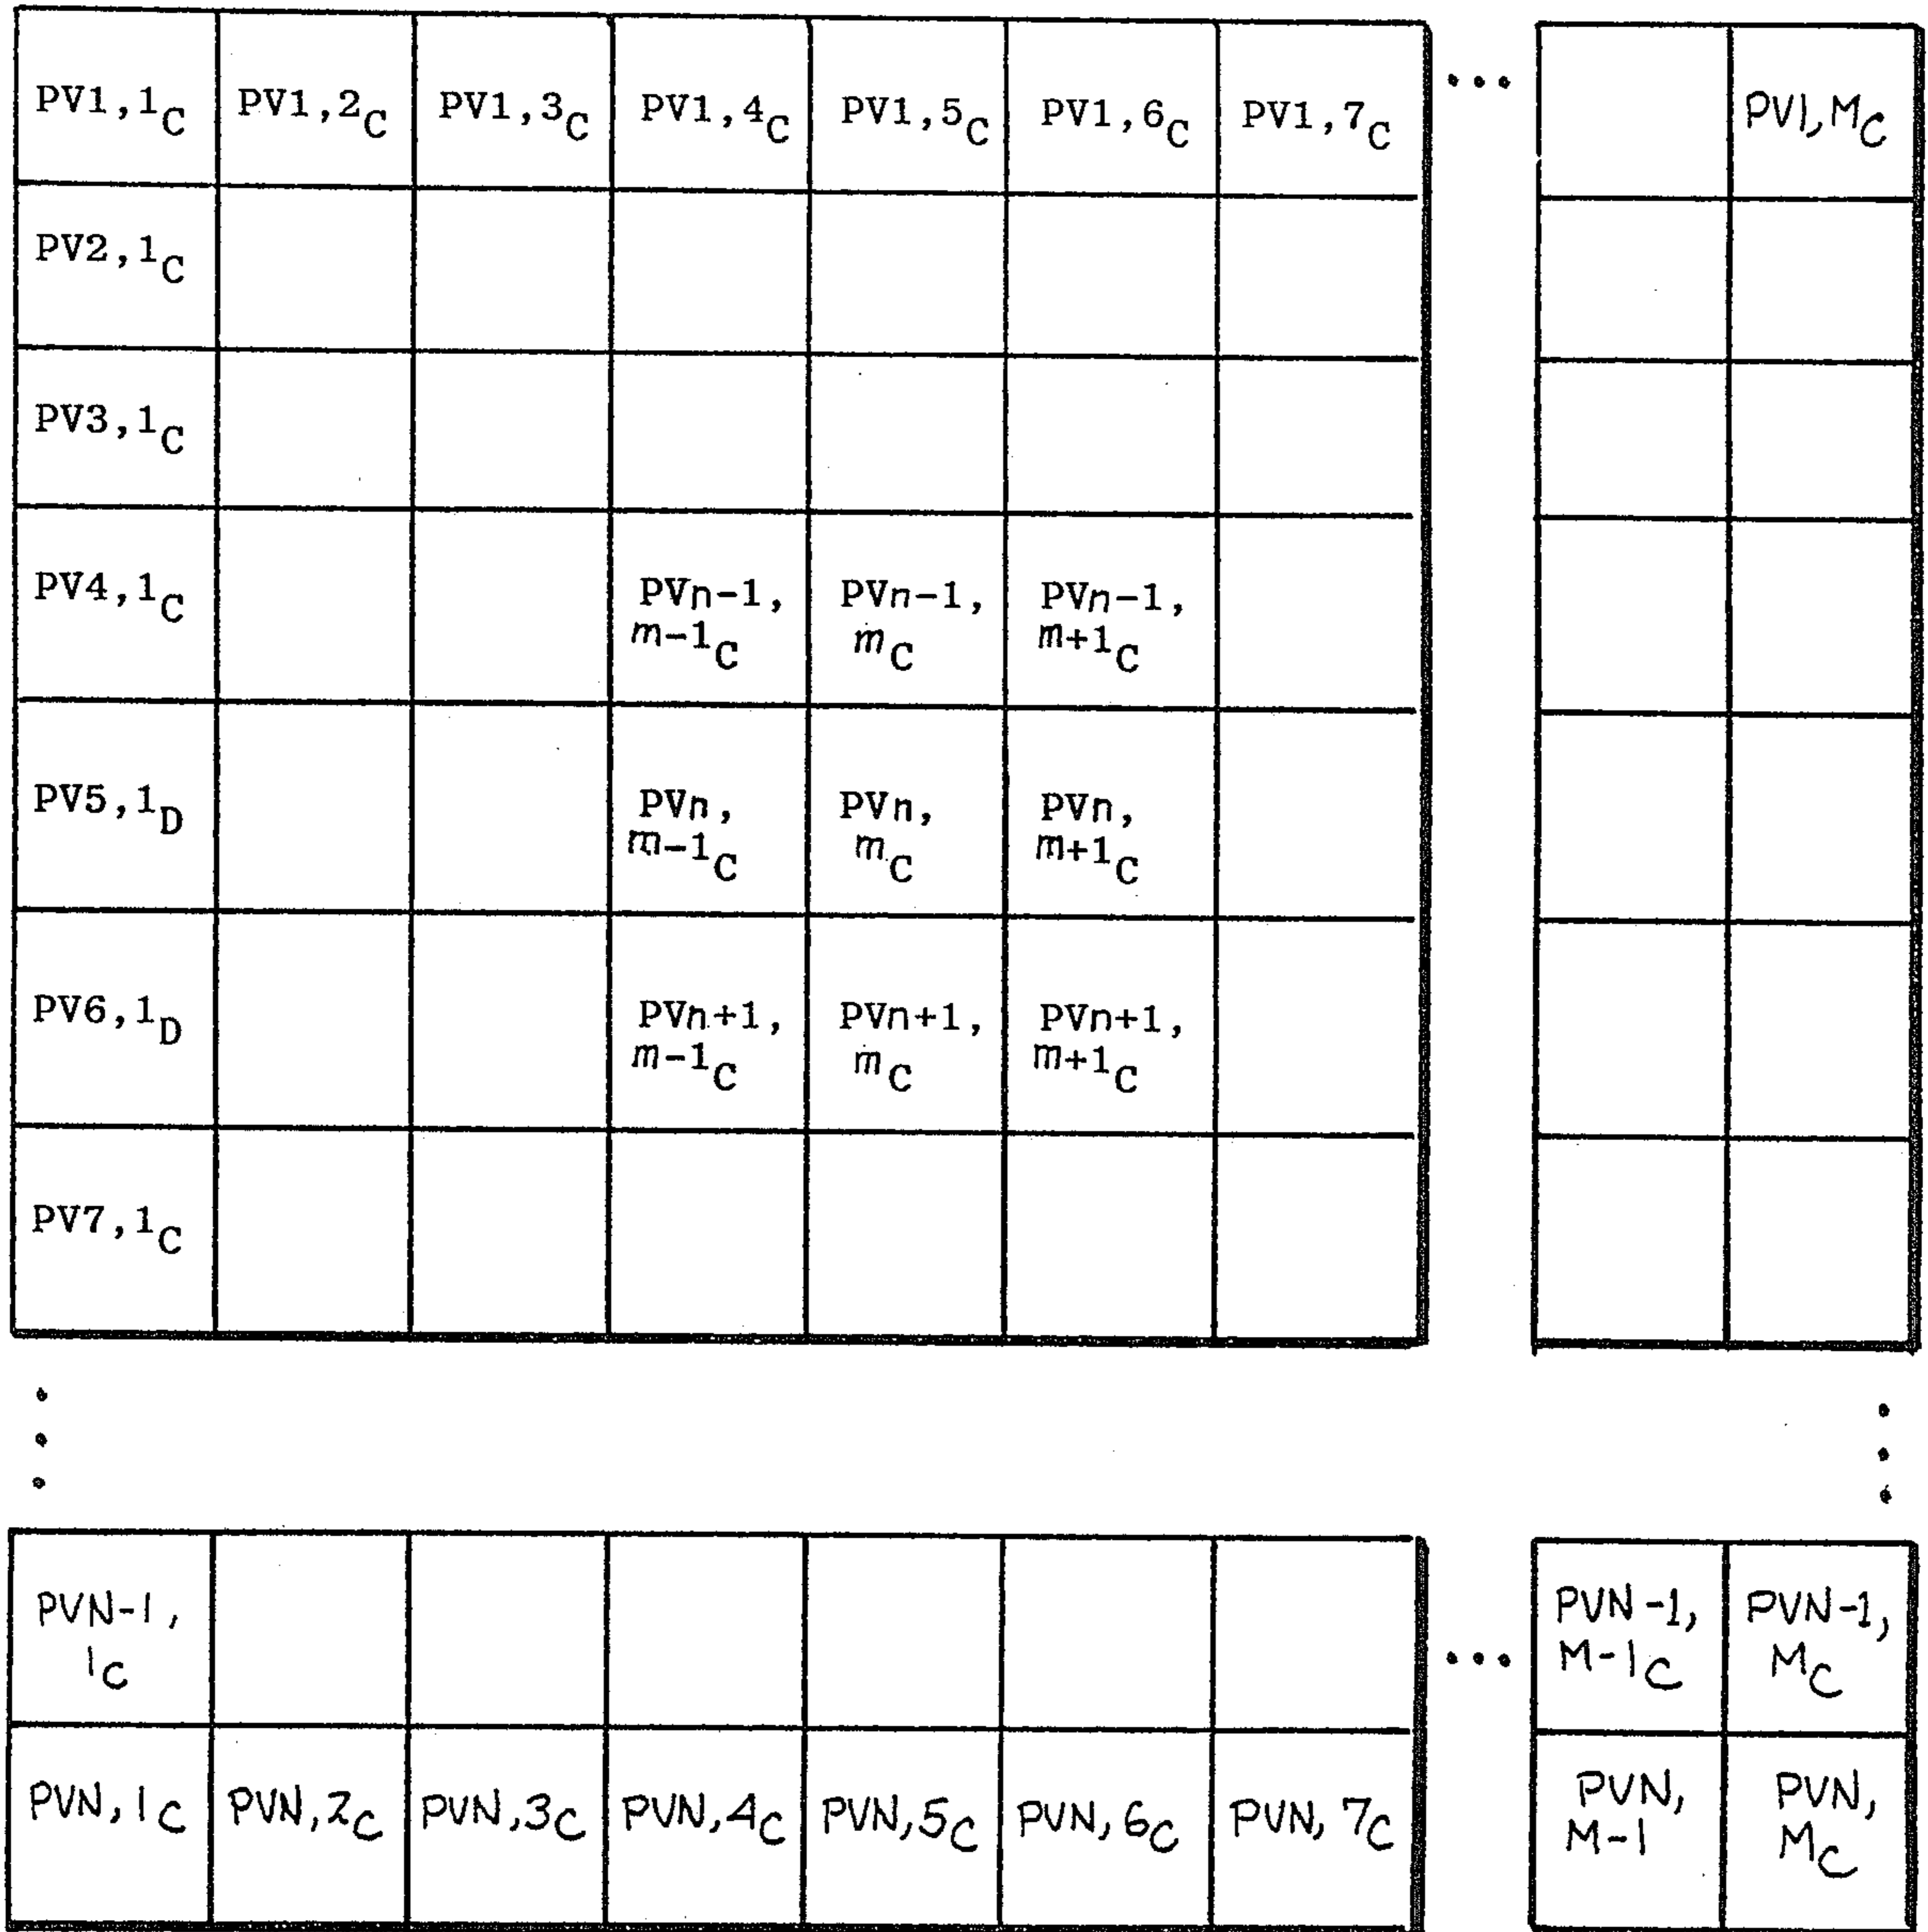 PV1,1C PV1,2C PV1,3C PV1,4C PV1,5C PV1,6C PV1,7C ... PV1,MC
PV2,1C
PV3,1C
PV4,1C PVn-1, PVn-1, PVn-1,
m-1C mC m+1C
PV5,1D PVn, PVn, PVn,
m-1C mC m+1C
PV6,1D PVn+1, PVn+1, PVn+1,
m-1C mC m+1C
PV7,1C
PVN-1, ... PVN-1, PVN-1,
1C M-1C MC
PVN,1C PVN,2C PVN,3C PVN,4C PVN,5C PVN,6C PVN,7C PVN, PVN,
M-1 MC